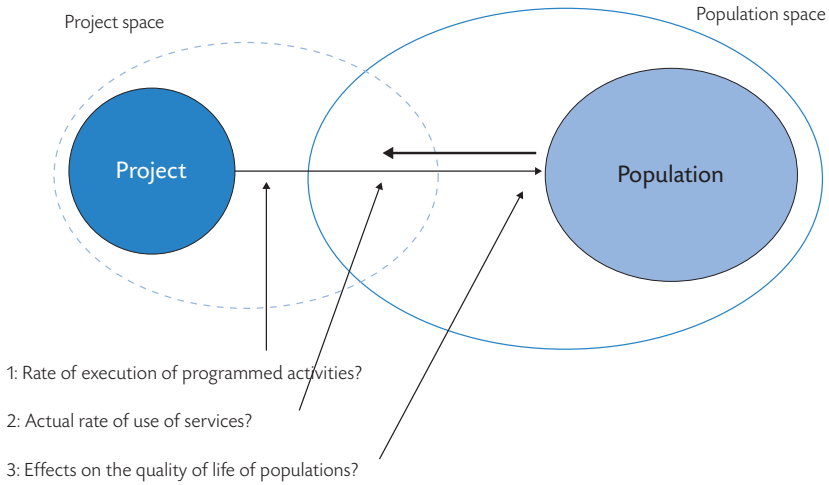 Project space
Population space
Project
Population
1: Rate of execution of programmed activities?
2: Actual rate of use of services?
3: Effects on the quality of life of populations?